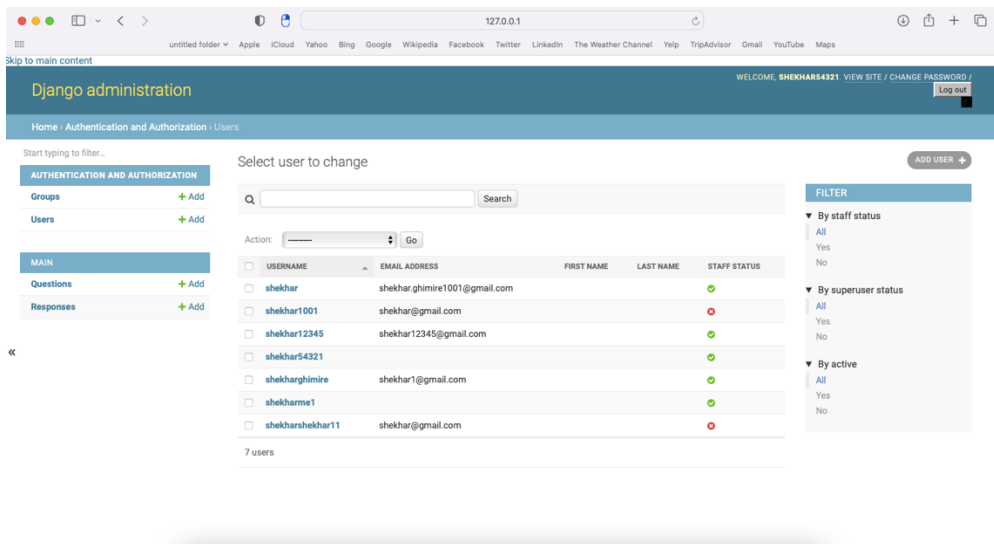 127.0.0.1
untitled folder Apple iCloud Yahoo Bing Google Wikipedia Facebook Twitter LinkedIn The Weather Channel Yelp TripAdvisor Gmail YouTube Maps
Skip to main content
Django administration
WELCOME, SHEKHAR54321. VIEW SITE / CHANGE PASSWORD /
Log out
Home › Authentication and Authorization › Users
Start typing to filter...
AUTHENTICATION AND AUTHORIZATION
Groups + Add
Users + Add
MAIN
Questions + Add
Responses + Add
«
Select user to change
ADD USER +
Search
Action: --------- Go
USERNAME EMAIL ADDRESS FIRST NAME LAST NAME STAFF STATUS
shekhar shekhar.ghimire1001@gmail.com
shekhar1001 shekhar@gmail.com
shekhar12345 shekhar12345@gmail.com
shekhar54321
shekharghimire shekhar1@gmail.com
shekharme1
shekharshekhar11 shekhar@gmail.com
7 users
FILTER
By staff status
All
Yes
No
By superuser status
All
Yes
No
By active
All
Yes
No